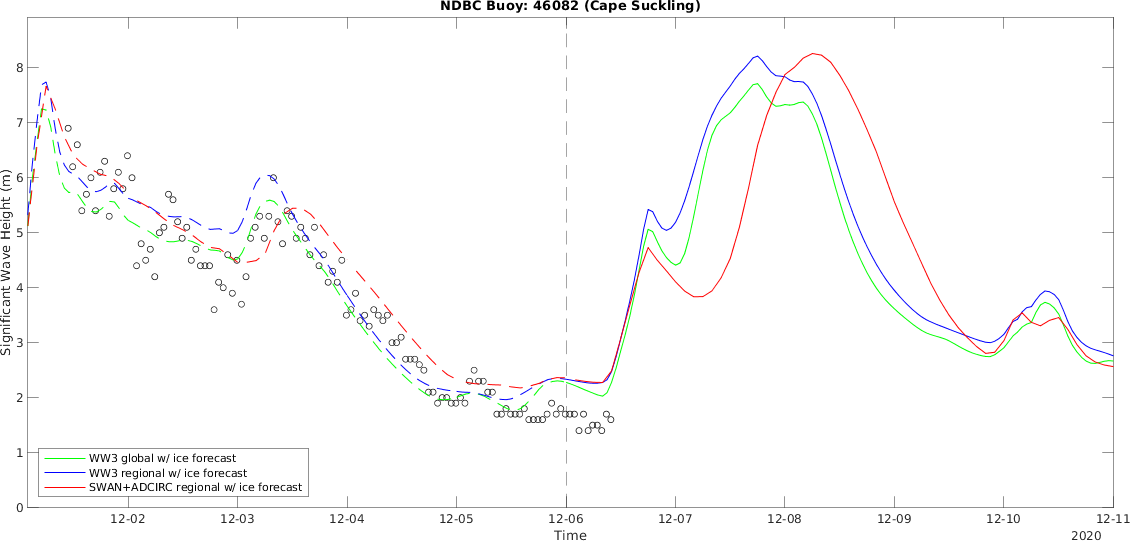 NDBC Buoy: 46082 (Cape Suckling)
Significant Wave Height (m)
8
7
6
5
4
3
2
1
0
WW3 global w/ ice forecast
WW3 regional w/ ice forecast
SWAN+ADCIRC regional w/ ice forecast
12-02 12-03 12-04 12-05 12-06 12-07 12-08 12-09 12-10 12-11
Time
2020